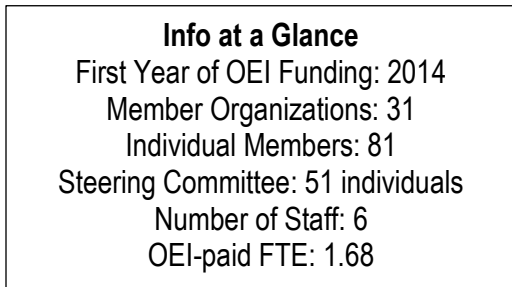 Info at a Glance
First Year of OEI Funding: 2014
Member Organizations: 31
Individual Members: 81
Steering Committee: 51 individuals
Number of Staff: 6
OEI-paid FTE: 1.68